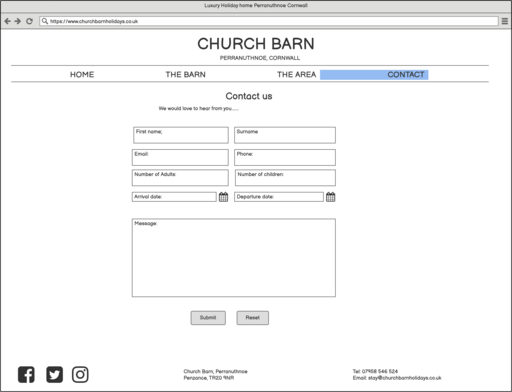 Luxury Holiday home Perranuthnoe Cornwall
https://www.churchbarnholidays.co.uk
CHURCH BARN
PERRANUTHNOE, CORNWALL
HOME THE BARN THE AREA CONTACT
Contact us
We would love to hear from you.....
First name; Surname
Email: Phone:
Number of Adults: Number of children:
Arrival date: Departure date:
Message:
Submit Reset
Church Barn, Perranuthnoe Tel: 07958 546 524
Penzance, TR20 9NR Email: stay@churchbarnholidays.co.uk